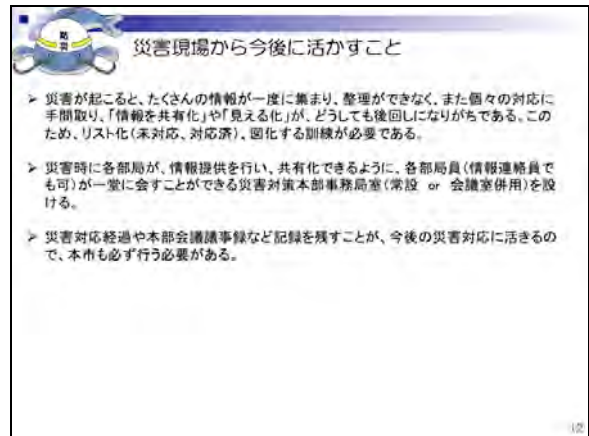 防
災
災害現場から今後に活かすこと
➢ 災害が起こると、たくさんの情報が一度に集まり、整理ができなく、また個々の対応に
手間取り、「情報を共有化」や「見える化」が、どうしても後回しになりがちである。この
ため、リスト化(未対応、対応済)、図化する訓練が必要である。
➢ 災害時に各部局が、情報提供を行い、共有化できるように、各部局員(情報連絡員で
も可)が一堂に会すことができる災害対策本部事務局室(常設 or 会議室併用)を設
ける。
➢ 災害対応経過や本部会議議事録など記録を残すことが、今後の災害対応に活きるの
で、本市も必ず行う必要がある。
12